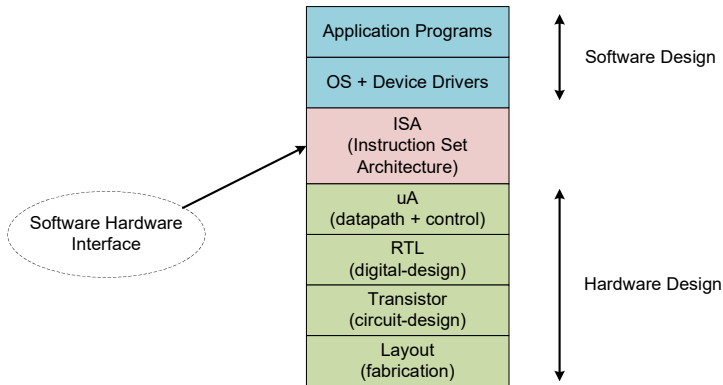 Application Programs
OS + Device Drivers
ISA
(Instruction Set
Architecture)
uA
(datapath + control)
RTL
(digital-design)
Transistor
(circuit-design)
Layout
(fabrication)
Software Design
Software Hardware
Interface
Hardware Design